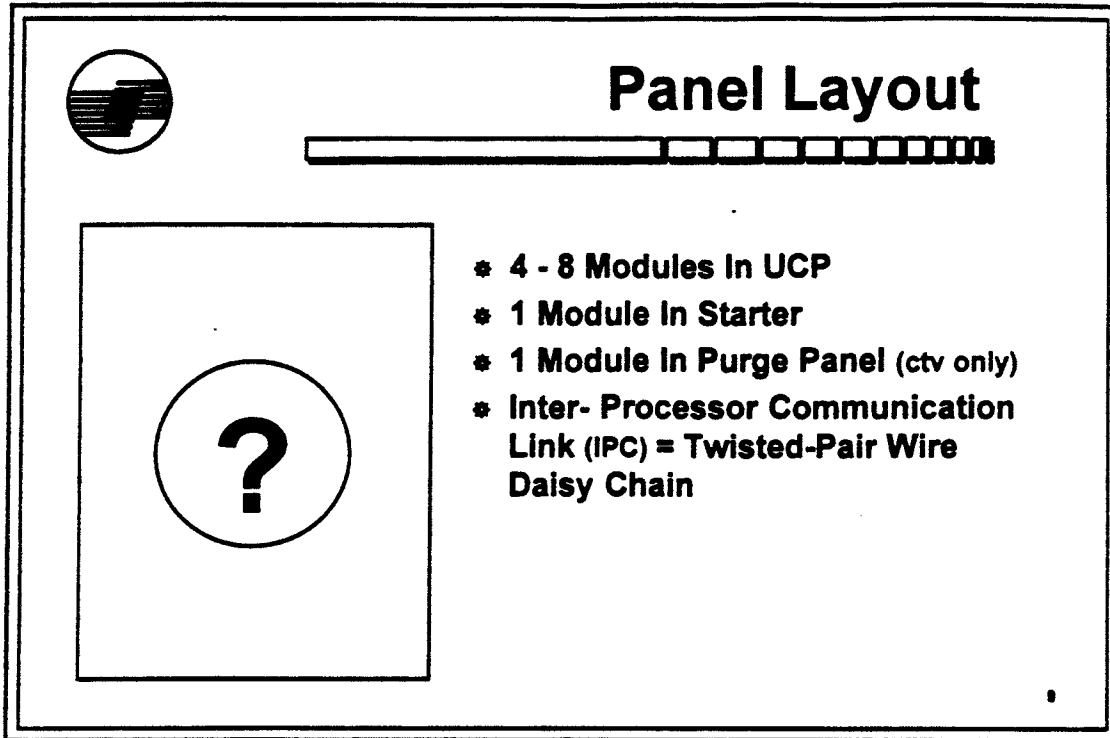 Panel Layout
?
* 4 - 8 Modules In UCP
* 1 Module In Starter
* 1 Module In Purge Panel (ctv only)
* Inter- Processor Communication
Link (IPC) = Twisted-Pair Wire
Daisy Chain